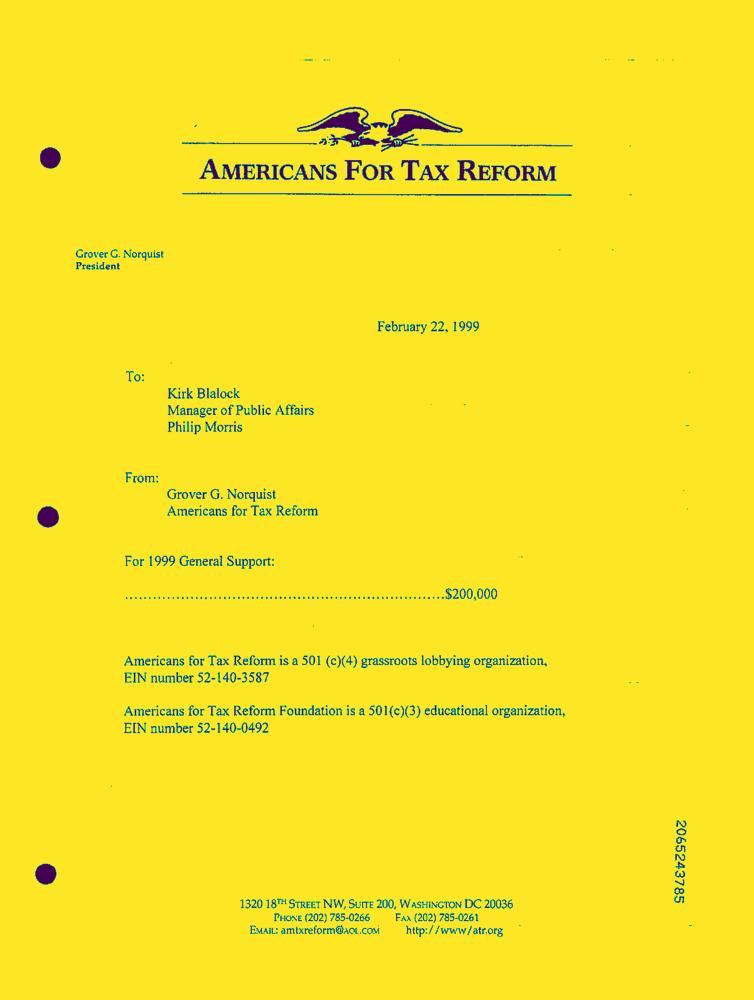 AMERICANS FOR TAX REFORM
Grover G. Norquist
President
February 22, 1999
To:
Kirk Blalock
Manager of Public Affairs
Philip Morris
From:
Grover G. Norquist
Americans for Tax Reform
For 1999 General Support:
.....................................................................$200,000
Americans for Tax Reform is a 501 (c)(4) grassroots lobbying organization,
EIN number 52-140-3587
Americans for Tax Reform Foundation is a 501(c)(3) educational organization,
EIN number 52-140-0492
2065243785
1320 18TH STREET NW, SUITE 200, WASHINGTON DC 20036
PHONE (202) 785-0266 FAX (202) 785-0261
EMAIL: amtxreform@AOL.COM http://www/atr.org